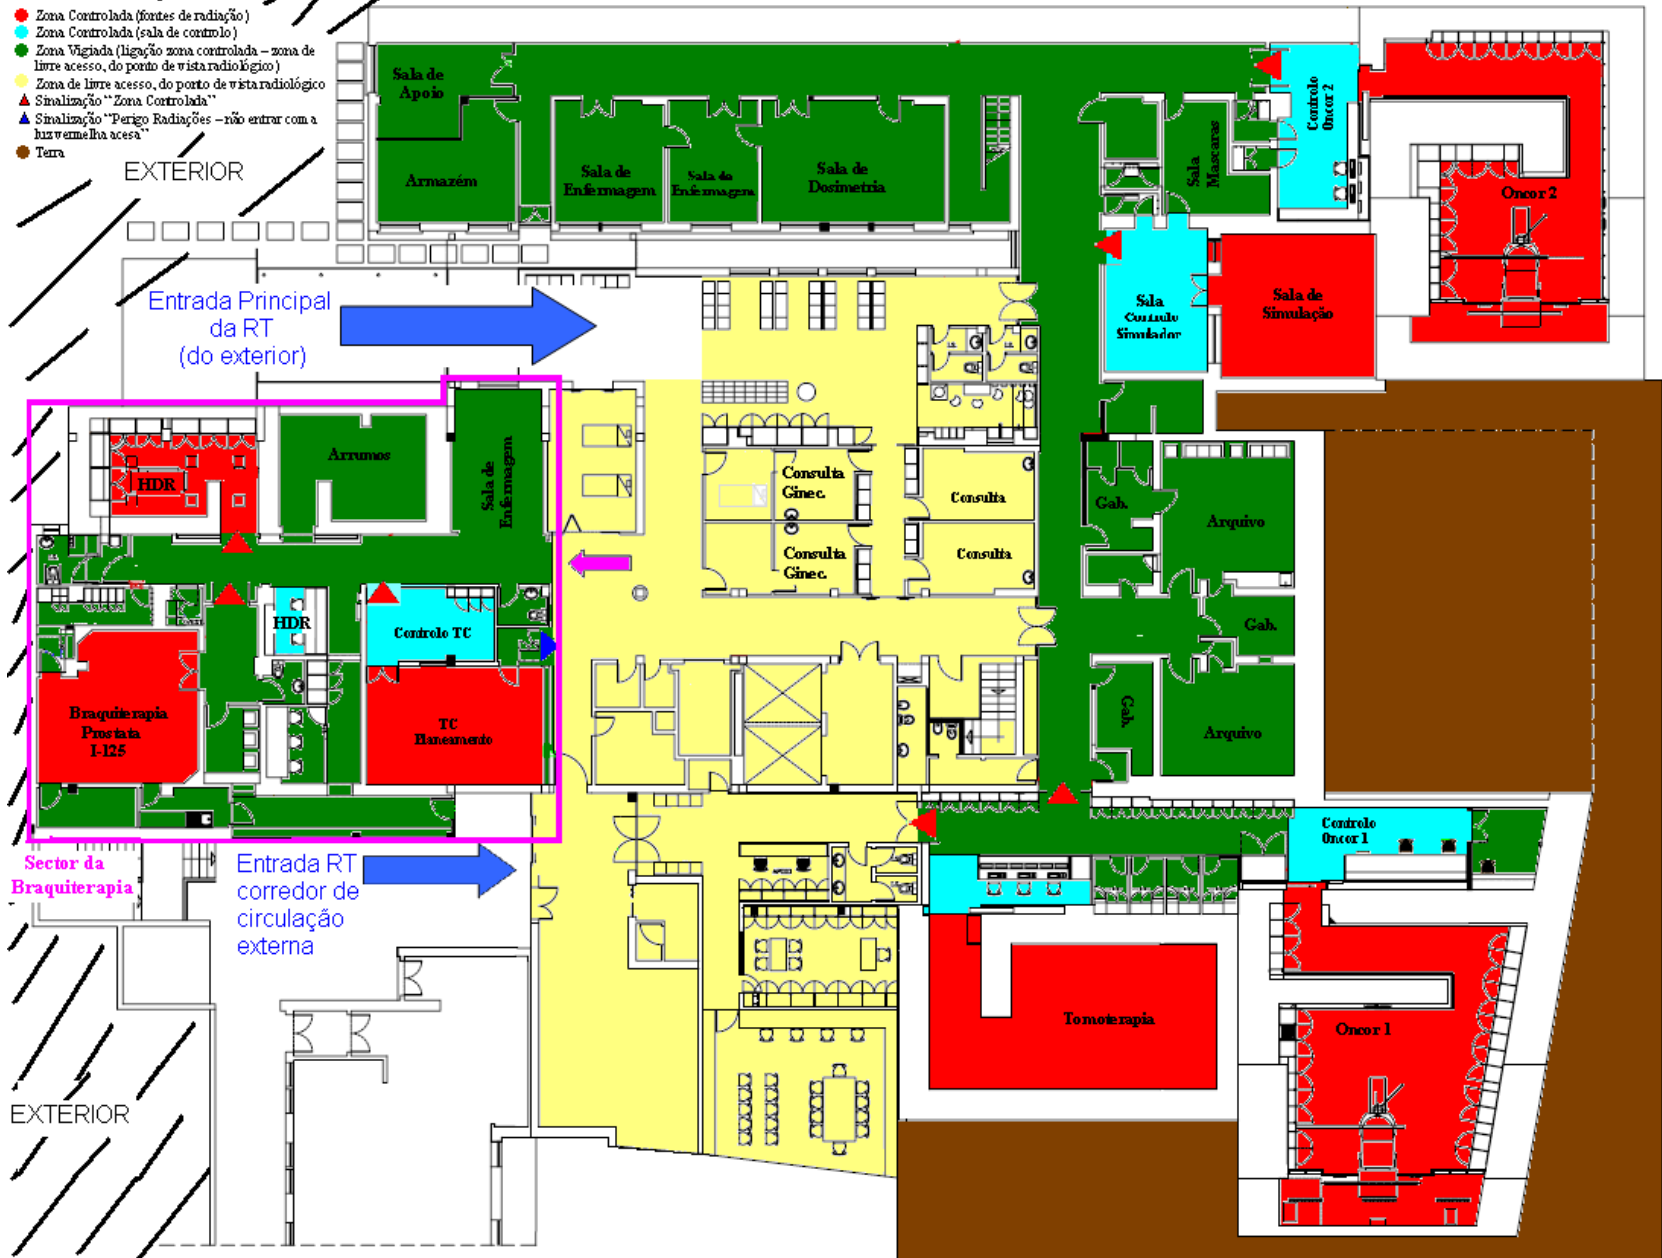 Zona Controlada (fontes de radiação)
Zona Controlada (sala de controlo)
Zona Vigiada (ligação zona controlada – zona de
livre acesso, do ponto de vista radiológico)
Zona de livre acesso, do ponto de vista radiológico
Sinalização “Zona Controlada”
Sinalização “Perigo Radiações – não entrar com a
luz vermelha acesa”
Terra
EXTERIOR
Sala de
Apoio
Armazém
Sala de
Enfermagem
Sala de
Enfermagem
Sala de
Dosimetria
Sala
Mascaras
Controlo
Oncor 2
Oncor 2
Entrada Principal
da RT
(do exterior)
Sala
Controlo
Simulador
Sala de
Simulação
HDR
Arrumos
Sala de
Enfermagem
Consulta
Ginec.
Consulta
Consulta
Ginec.
Consulta
Gab.
Arquivo
HDR
Controlo TC
Gab.
Braquiterapia
Prostata
I-125
TC
Planeamento
Gab.
Arquivo
Sector da
Braquiterapia
Entrada RT
corredor de
circulação
externa
Controlo
Oncor 1
Tomoterapia
Oncor 1
EXTERIOR